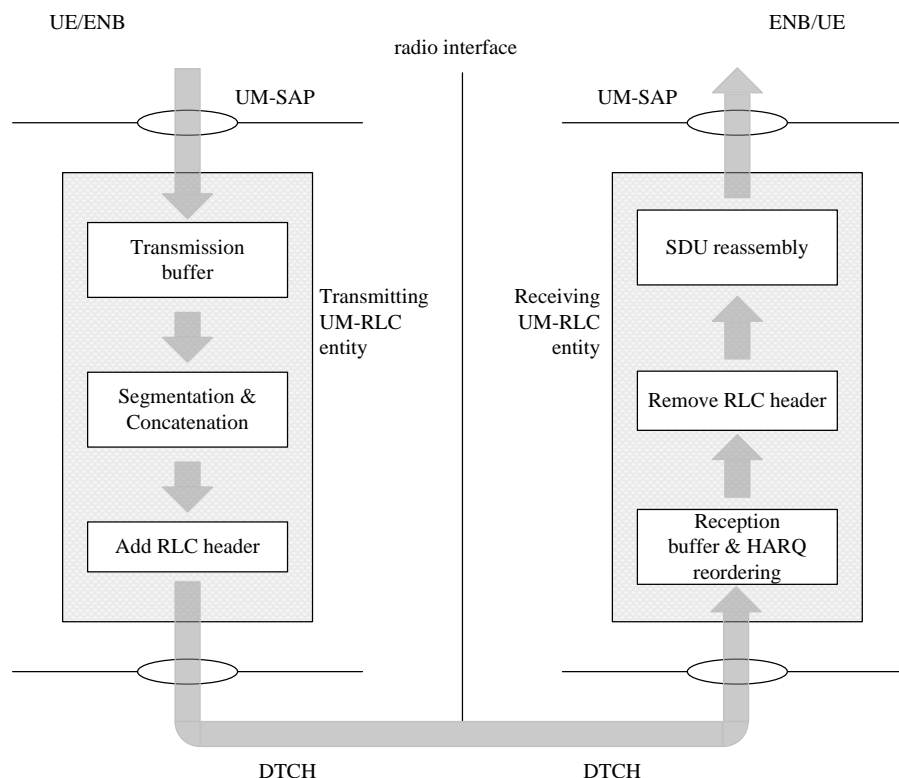 UE/ENB
ENB/UE
radio interface
UM-SAP
UM-SAP
Transmission
buffer
Segmentation &
Concatenation
Add RLC header
Transmitting
UM-RLC
entity
Receiving
UM-RLC
entity
SDU reassembly
Remove RLC header
Reception
buffer & HARQ
reordering
DTCH
DTCH